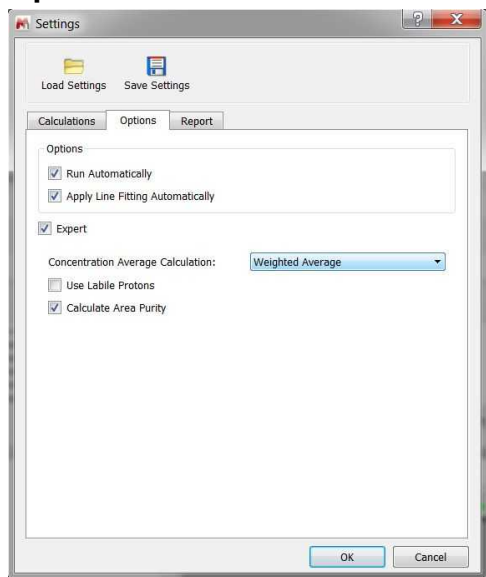 Settings
Load Settings Save Settings
Calculations Options Report
Options
Run Automatically
Apply Line Fitting Automatically
Expert
Concentration Average Calculation: Weighted Average
Use Labile Protons
Calculate Area Purity
OK Cancel